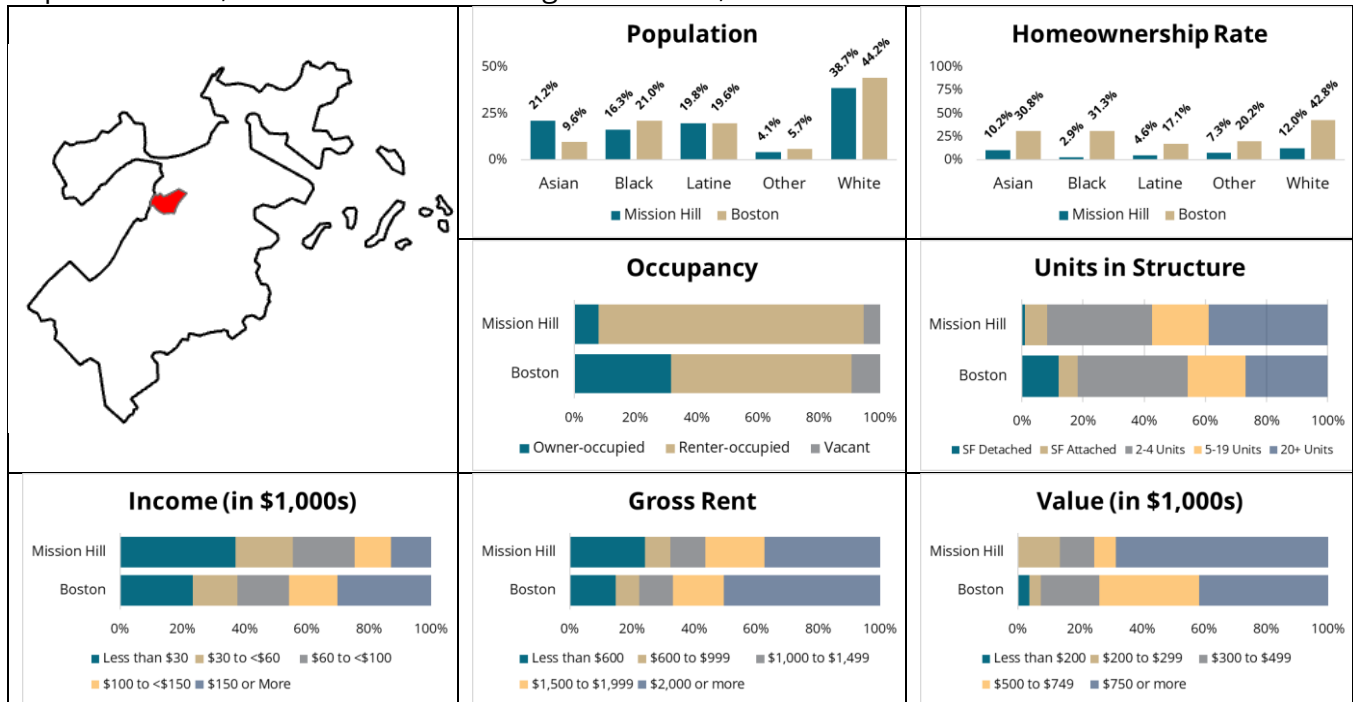 Population
50%
25%
0%
21.2% 9.6% 16.3% 21.0% 19.8% 19.6% 4.1% 5.7% 38.7% 44.2%
Asian Black Latine Other White
Mission Hill Boston
Homeownership Rate
100%
75%
50%
25%
0%
10.2% 30.8% 2.9% 31.3% 4.6% 17.1% 7.3% 20.2% 12.0% 42.8%
Asian Black Latine Other White
Mission Hill Boston
Occupancy
Mission Hill
Boston
0% 20% 40% 60% 80% 100%
Owner-occupied Renter-occupied Vacant
Units in Structure
Mission Hill
Boston
0% 20% 40% 60% 80% 100%
SF Detached SF Attached 2-4 Units 5-19 Units 20+ Units
Income (in $1,000s)
Mission Hill
Boston
0% 20% 40% 60% 80% 100%
Less than $30 $30 to <$60 $60 to <$100
$100 to <$150 $150 or More
Gross Rent
Mission Hill
Boston
0% 20% 40% 60% 80% 100%
Less than $600 $600 to $999 $1,000 to $1,499
$1,500 to $1,999 $2,000 or more
Value (in $1,000s)
Mission Hill
Boston
0% 20% 40% 60% 80% 100%
Less than $200 $200 to $299 $300 to $499
$500 to $749 $750 or more